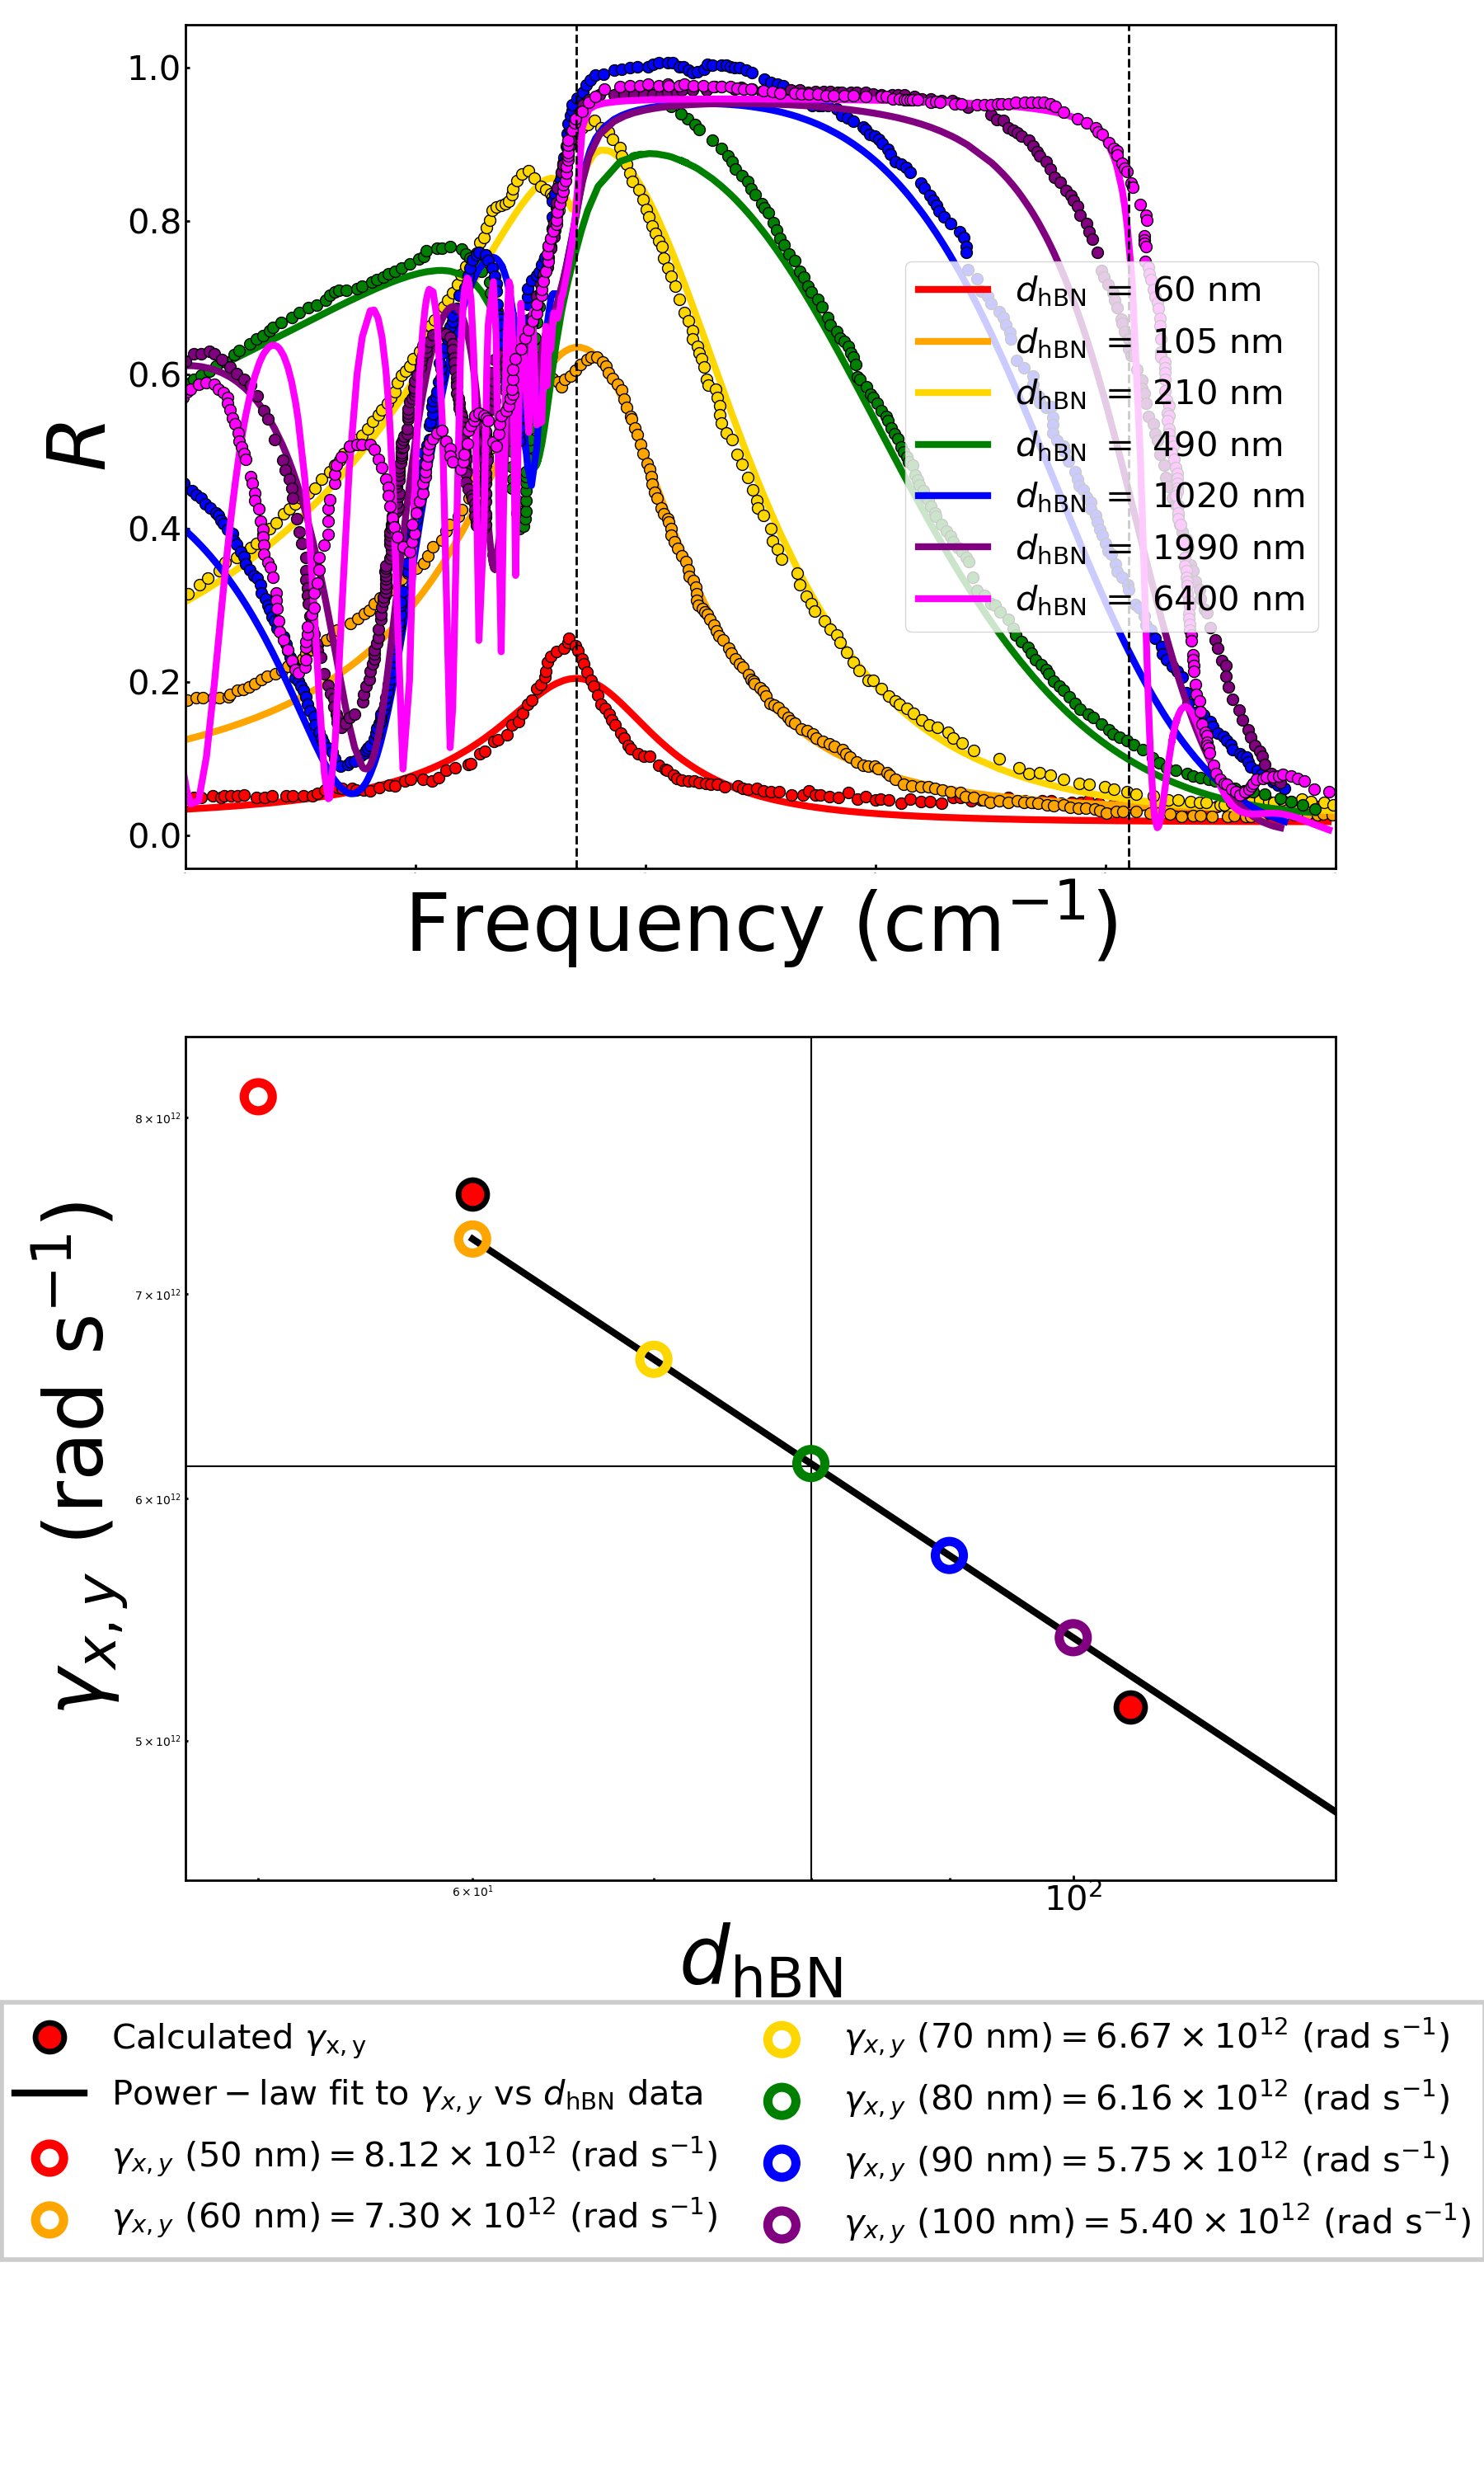 1.0
0.8
0.6
0.4
0.2
0.0
R
d_hBN = 60 nm
d_hBN = 105 nm
d_hBN = 210 nm
d_hBN = 490 nm
d_hBN = 1020 nm
d_hBN = 1990 nm
d_hBN = 6400 nm
Frequency (cm⁻¹)
8 × 10¹²
7 × 10¹²
6 × 10¹²
5 × 10¹²
γ_x,y (rad s⁻¹)
6 × 10¹
10²
d_hBN
Calculated γ_x,y
Power − law fit to γ_x,y vs d_hBN data
γ_x,y (50 nm) = 8.12 × 10¹² (rad s⁻¹)
γ_x,y (60 nm) = 7.30 × 10¹² (rad s⁻¹)
γ_x,y (70 nm) = 6.67 × 10¹² (rad s⁻¹)
γ_x,y (80 nm) = 6.16 × 10¹² (rad s⁻¹)
γ_x,y (90 nm) = 5.75 × 10¹² (rad s⁻¹)
γ_x,y (100 nm) = 5.40 × 10¹² (rad s⁻¹)